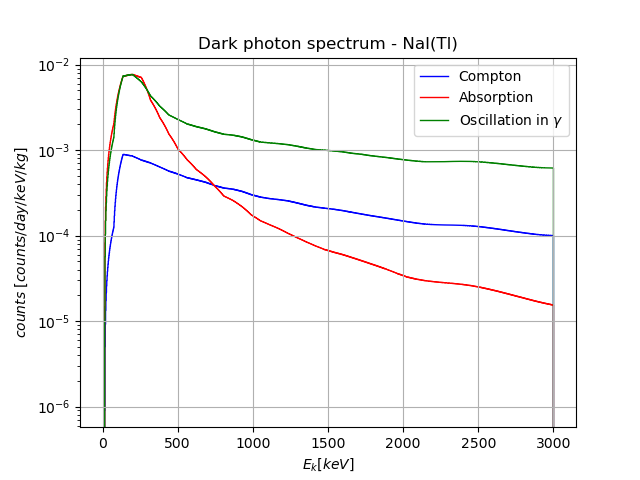 Dark photon spectrum - NaI(Tl)
Compton
Absorption
Oscillation in γ
counts [counts/day/keV/kg]
10⁻²
10⁻³
10⁻⁴
10⁻⁵
10⁻⁶
0 500 1000 1500 2000 2500 3000
E_k[keV]